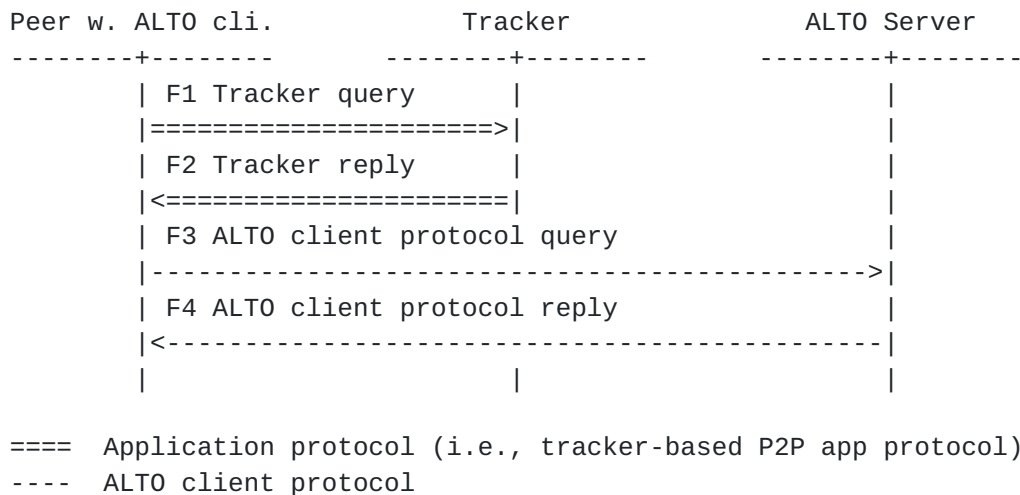 Peer w. ALTO cli.            Tracker               ALTO Server
--------+--------       --------+--------       --------+--------
        | F1 Tracker query      |                       |
        |======================>|                       |
        | F2 Tracker reply      |                       |
        |<======================|                       |
        | F3 ALTO client protocol query                 |
        |---------------------------------------------->|
        | F4 ALTO client protocol reply                 |
        |<----------------------------------------------|
        |                       |                       |
====  Application protocol (i.e., tracker-based P2P app protocol)
----  ALTO client protocol